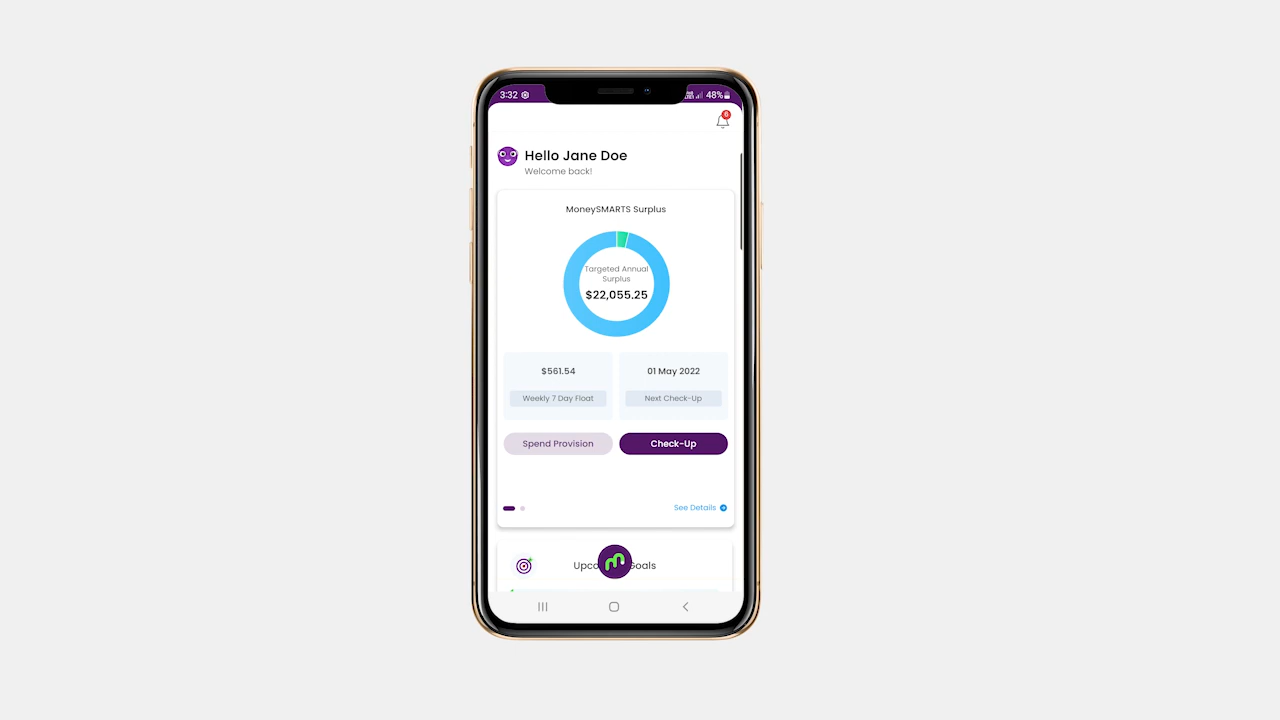 3:32
48%
6
Hello Jane Doe
Welcome back!
MoneySMARTS Surplus
Targeted Annual
Surplus
$22,055.25
$561.54
01 May 2022
Weekly 7 Day Float
Next Check-Up
Spend Provision
Check-Up
See Details